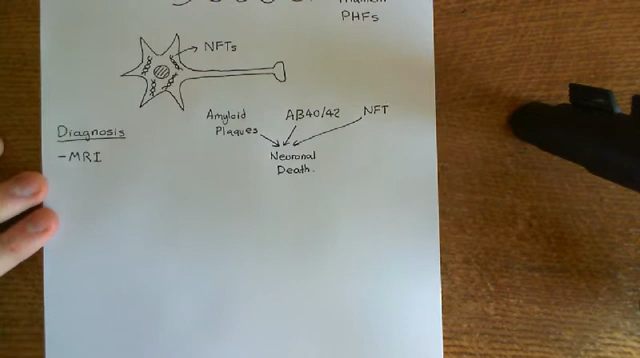 PHFs
NFTs
Amyloid
Plaques
AB40/42
NFT
Neuronal
Death.
Diagnosis
-MRI